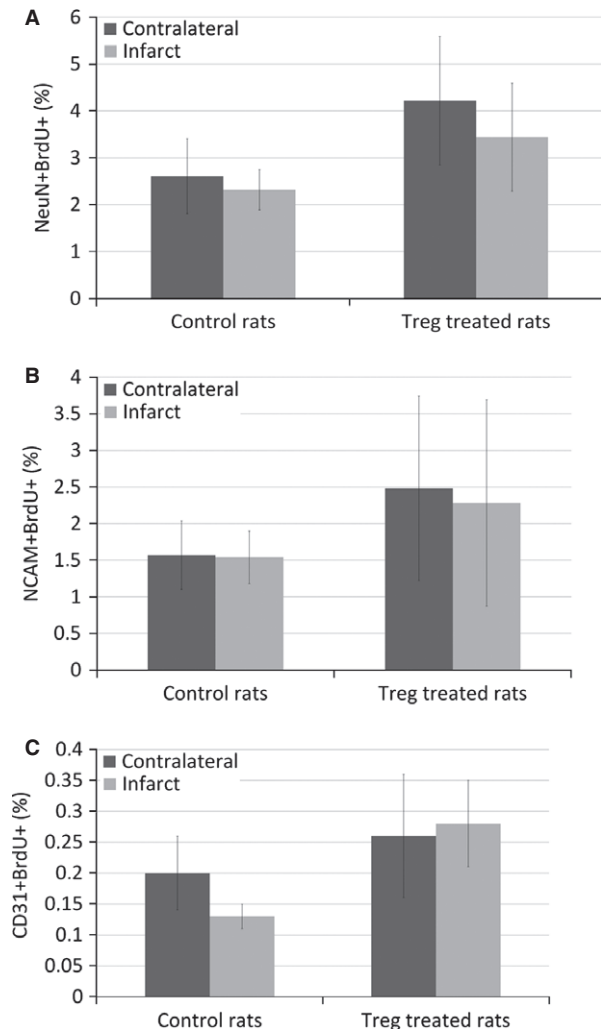 A
Contralateral
Infarct
NeuN+BrdU+ (%)
6
5
4
3
2
1
0
Control rats
Treg treated rats
B
Contralateral
Infarct
NCAM+BrdU+ (%)
4
3.5
3
2.5
2
1.5
1
0.5
0
Control rats
Treg treated rats
C
Contralateral
Infarct
CD31+BrdU+ (%)
0.4
0.35
0.3
0.25
0.2
0.15
0.1
0.05
0
Control rats
Treg treated rats